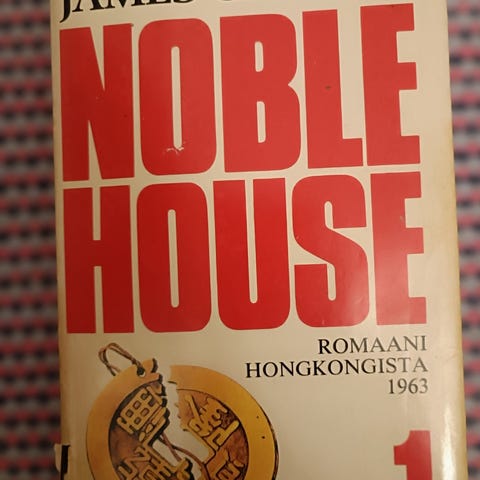 JAMES
NOBLE
HOUSE
ROMAANI
HONGKONGISTA
1963
1